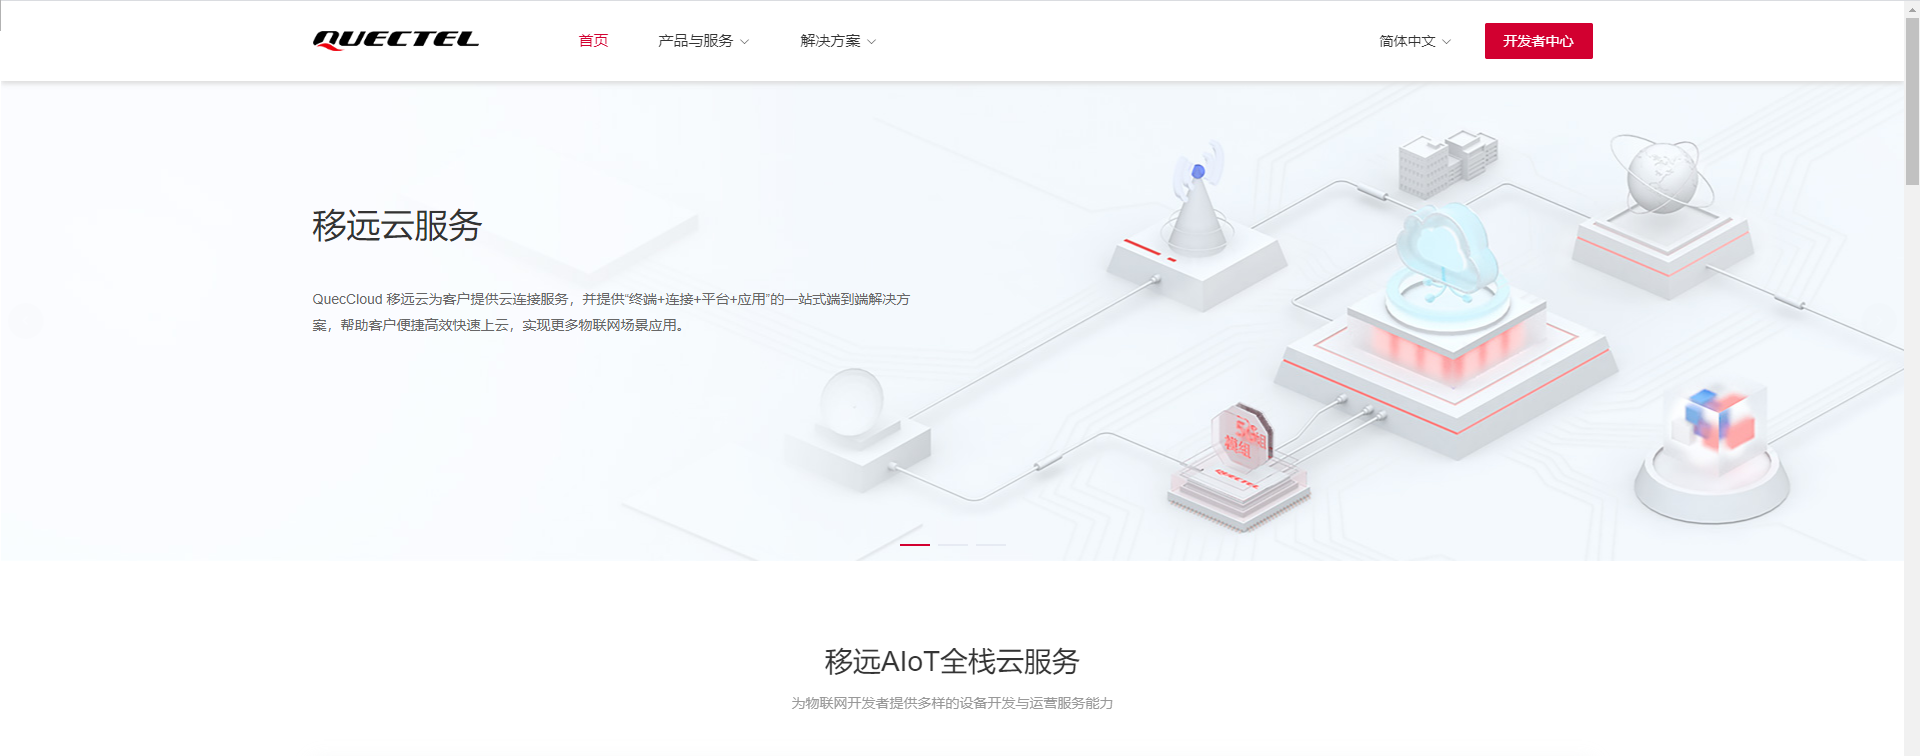 QUECTEL
首页
产品与服务
解决方案
简体中文
开发者中心
移远云服务
QuecCloud 移远云为客户提供云连接服务，并提供“终端+连接+平台+应用”的一站式端到端解决方
案，帮助客户便捷高效快速上云，实现更多物联网场景应用。
5G
模组
QUECTEL
移远AIoT全栈云服务
为物联网开发者提供多样的设备开发与运营服务能力